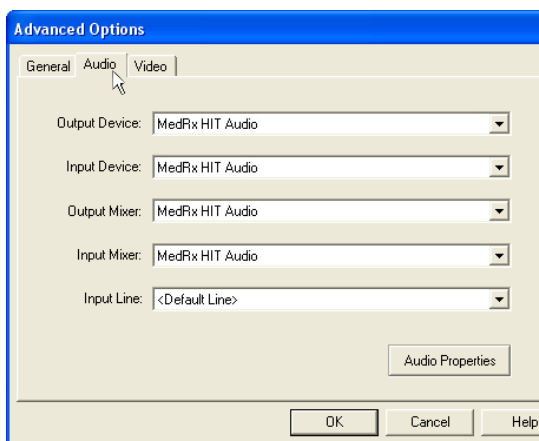 Advanced Options
General Audio Video
Output Device: MedRx HIT Audio
Input Device: MedRx HIT Audio
Output Mixer: MedRx HIT Audio
Input Mixer: MedRx HIT Audio
Input Line: <Default Line>
Audio Properties
OK Cancel Help